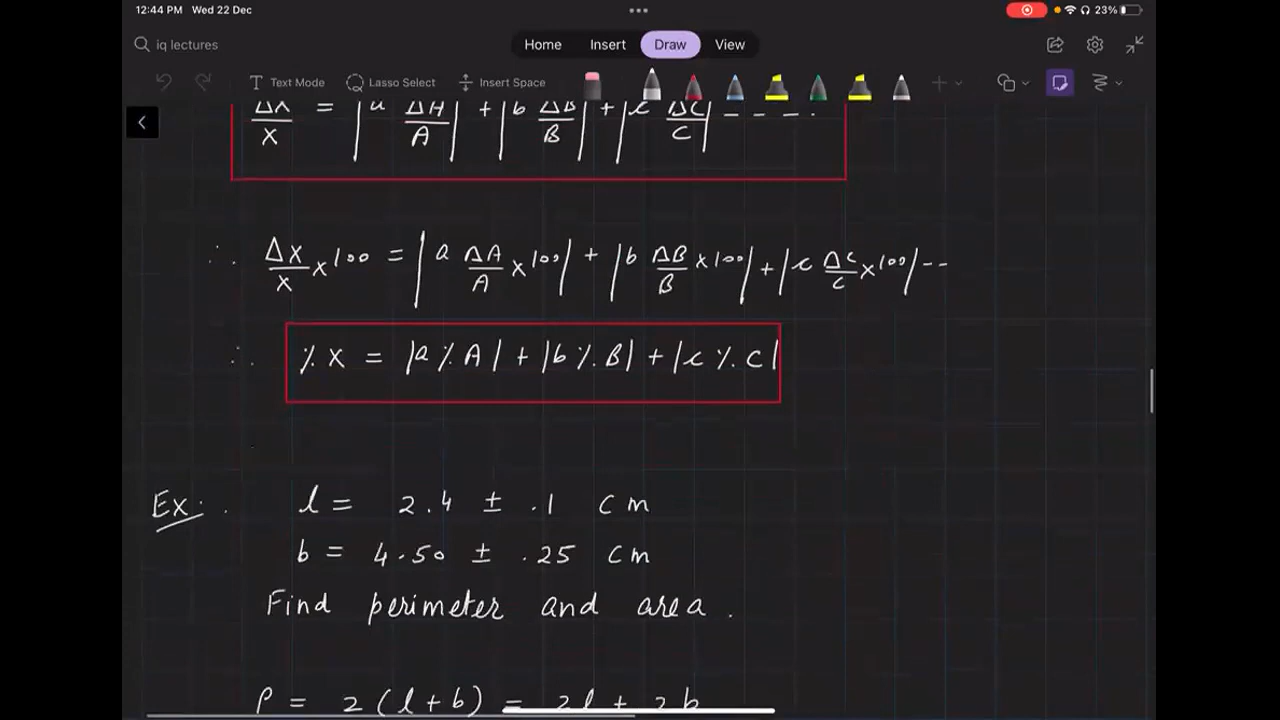 12:44 PM Wed 22 Dec
23%
iq lectures
Home Insert Draw View
Text Mode Lasso Select Insert Space
ΔX/X = |a ΔA/A| + |b ΔB/B| + |c ΔC/C| ----.
∴ ΔX/X × 100 = |a ΔA/A × 100| + |b ΔB/B × 100| + |c ΔC/C × 100| --
∴ % X = |a % A| + |b % B| + |c % C|
Ex: . l = 2.4 ± .1 cm
b = 4.50 ± .25 cm
Find perimeter and area .
P = 2 (l + b) = 2l + 2b